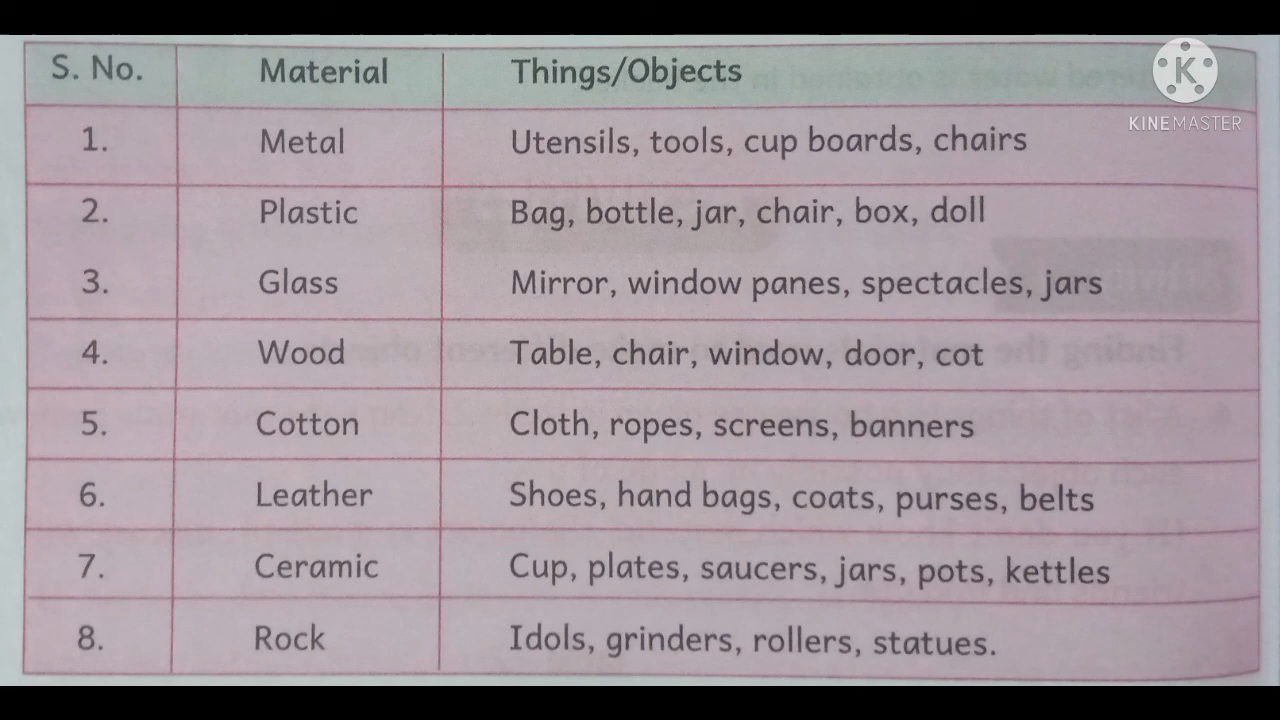 S. No. Material Things/Objects
1. Metal Utensils, tools, cup boards, chairs
2. Plastic Bag, bottle, jar, chair, box, doll
3. Glass Mirror, window panes, spectacles, jars
4. Wood Table, chair, window, door, cot
5. Cotton Cloth, ropes, screens, banners
6. Leather Shoes, hand bags, coats, purses, belts
7. Ceramic Cup, plates, saucers, jars, pots, kettles
8. Rock Idols, grinders, rollers, statues.
K
KINEMASTER